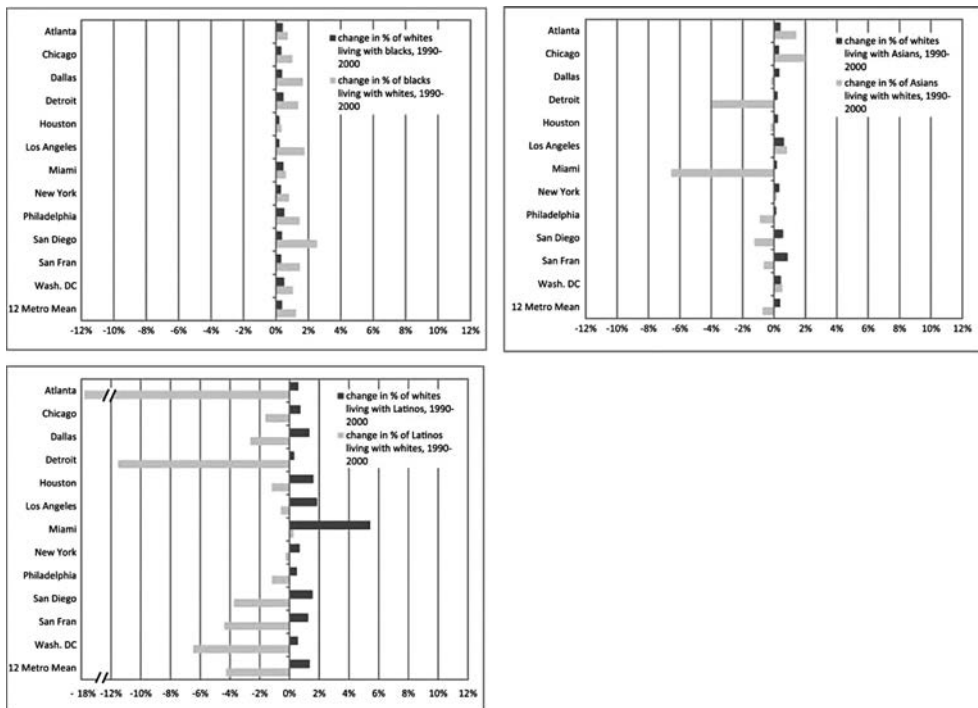 Atlanta
Chicago
Dallas
Detroit
Houston
Los Angeles
Miami
New York
Philadelphia
San Diego
San Fran
Wash. DC
12 Metro Mean
change in % of whites
living with blacks, 1990-
2000
change in % of blacks
living with whites, 1990-
2000
-12% -10% -8% -6% -4% -2% 0% 2% 4% 6% 8% 10% 12%
Atlanta
Chicago
Dallas
Detroit
Houston
Los Angeles
Miami
New York
Philadelphia
San Diego
San Fran
Wash. DC
12 Metro Mean
change in % of whites
living with Asians, 1990-
2000
change in % of Asians
living with whites, 1990-
2000
-12% -10% -8% -6% -4% -2% 0% 2% 4% 6% 8% 10% 12%
Atlanta
Chicago
Dallas
Detroit
Houston
Los Angeles
Miami
New York
Philadelphia
San Diego
San Fran
Wash. DC
12 Metro Mean
change in % of whites
living with Latinos, 1990-
2000
change in % of Latinos
living with whites, 1990-
2000
- 18% -12% -10% -8% -6% -4% -2% 0% 2% 4% 6% 8% 10% 12%